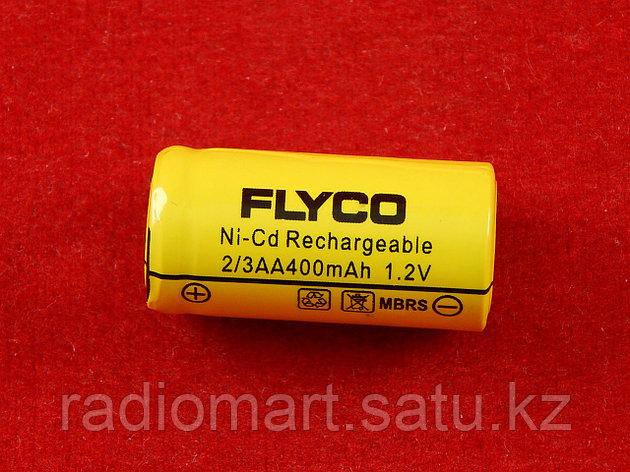 FLYCO
Ni-Cd Rechargeable
2/3AA400mAh 1.2V
MBRS
radiomart.satu.kz